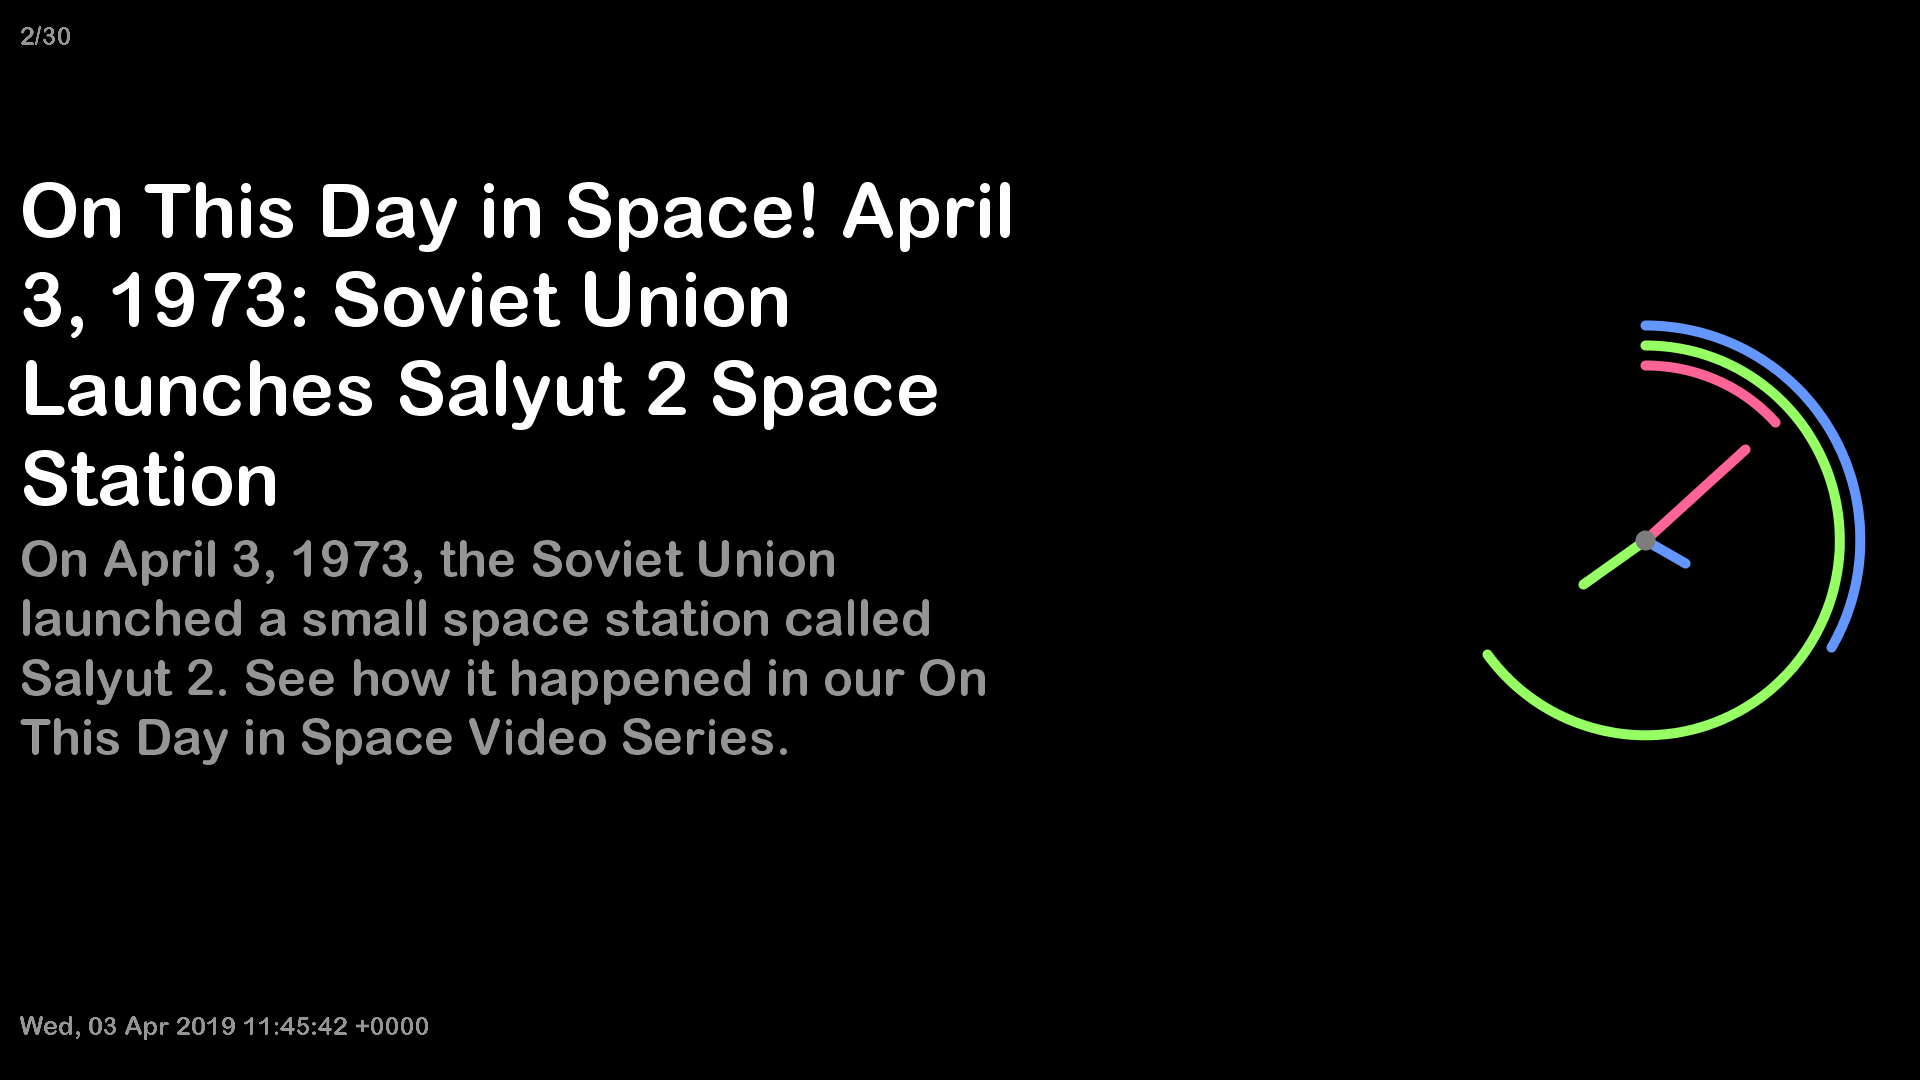 2/30
On This Day in Space! April
3, 1973: Soviet Union
Launches Salyut 2 Space
Station
On April 3, 1973, the Soviet Union
launched a small space station called
Salyut 2. See how it happened in our On
This Day in Space Video Series.
Wed, 03 Apr 2019 11:45:42 +0000